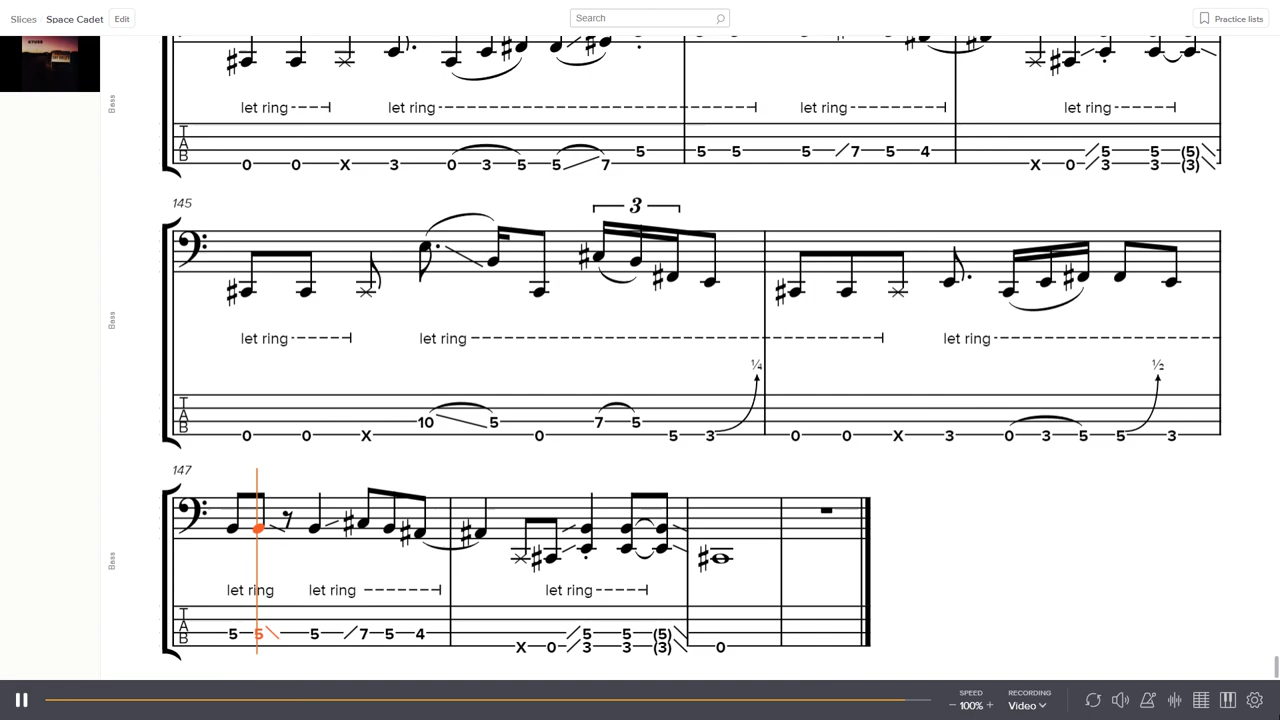 Slices Space Cadet Edit
Search
Practice lists
KYUSS
let ring let ring let ring let ring
Bass
T A B
0 0 X 3 0 3 5 5 7 5 5 5 5 7 5 4 X 0 5 3 5 3 (5) (3)
145
3
let ring let ring let ring
Bass
1/4 1/2
T A B
0 0 X 10 5 0 7 5 5 3 0 0 X 3 0 3 5 5 3
147
let ring let ring let ring
Bass
T A B
5 5 5 7 5 4 X 0 5 3 5 3 (5) (3) 0
SPEED
− 100% +
RECORDING
Video